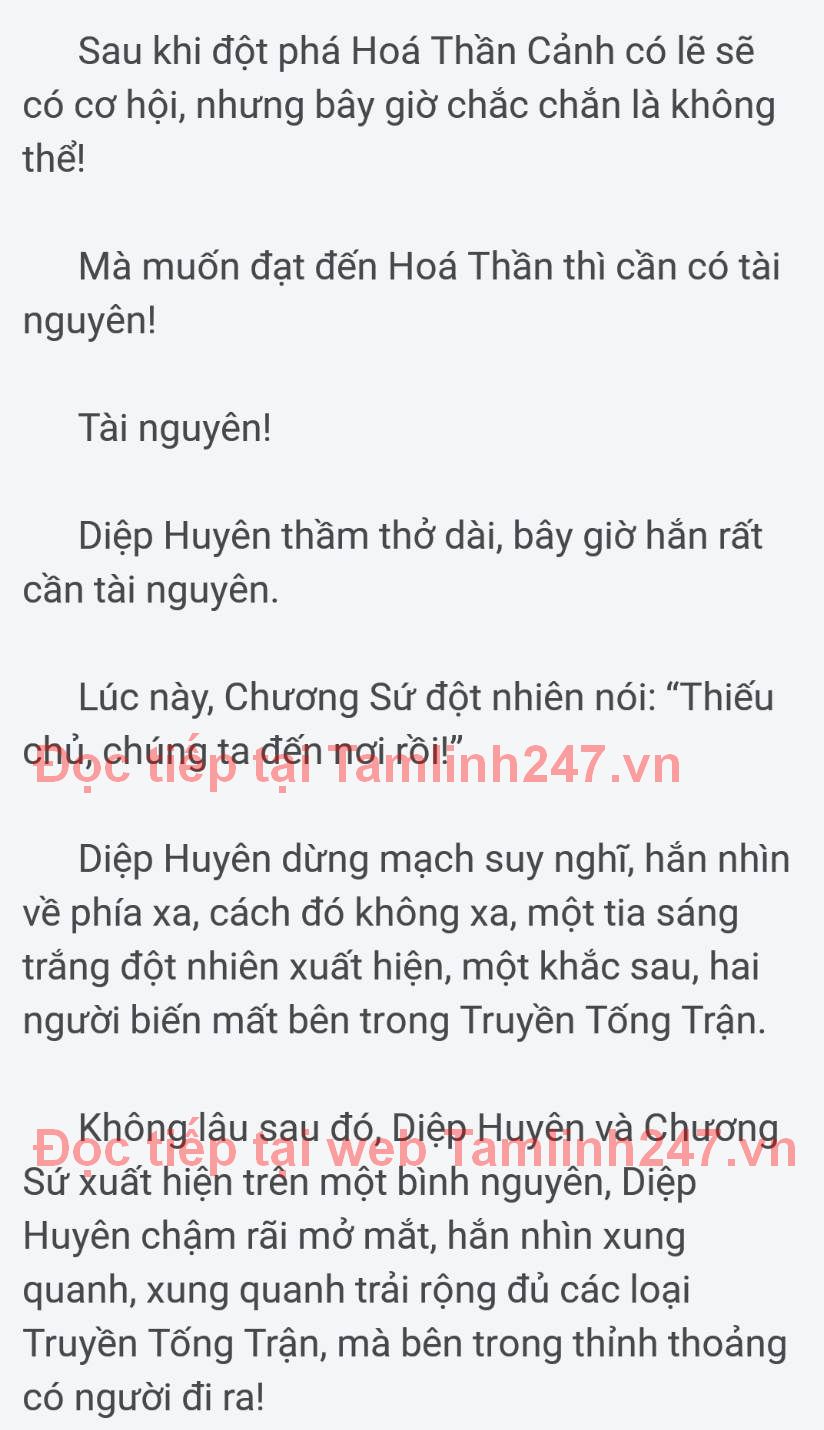 Sau khi đột phá Hoá Thần Cảnh có lẽ sẽ
có cơ hội, nhưng bây giờ chắc chắn là không
thể!
Mà muốn đạt đến Hoá Thần thì cần có tài
nguyên!
Tài nguyên!
Diệp Huyên thầm thở dài, bây giờ hắn rất
cần tài nguyên.
Lúc này, Chương Sứ đột nhiên nói: “Thiếu
chủ, chúng ta đến nơi rồi!”
Đọc tiếp tại Tamlinh247.vn
Diệp Huyên dừng mạch suy nghĩ, hắn nhìn
về phía xa, cách đó không xa, một tia sáng
trắng đột nhiên xuất hiện, một khắc sau, hai
người biến mất bên trong Truyền Tống Trận.
Không lâu sau đó, Diệp Huyên và Chương
Đọc tiếp tại web Tamlinh247.vn
Sứ xuất hiện trên một bình nguyên, Diệp
Huyên chậm rãi mở mắt, hắn nhìn xung
quanh, xung quanh trải rộng đủ các loại
Truyền Tống Trận, mà bên trong thỉnh thoảng
có người đi ra!